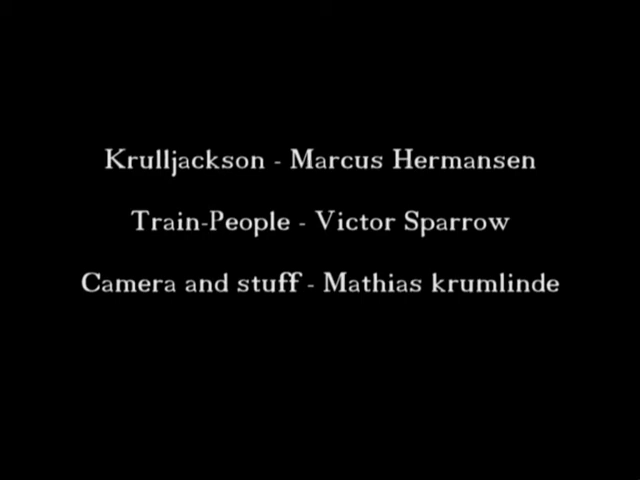 Krulljackson - Marcus Hermansen
Train-People - Victor Sparrow
Camera and stuff - Mathias krumlinde